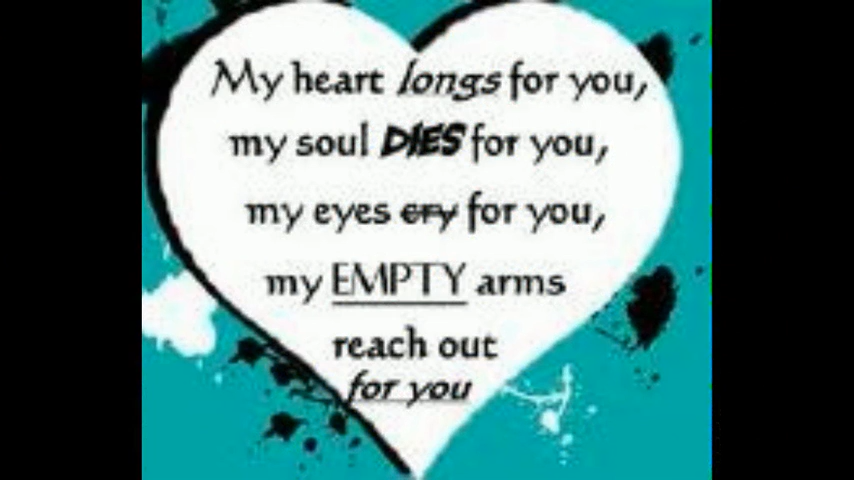 My heart longs for you,
my soul DIES for you,
my eyes cry for you,
my EMPTY arms
reach out
for you